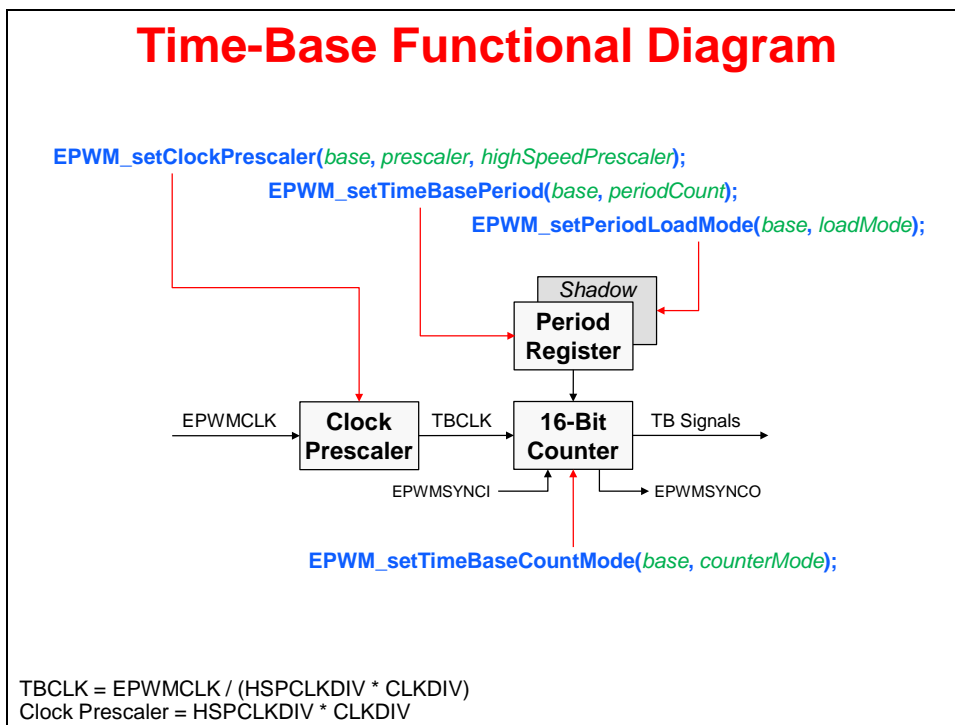 Time-Base Functional Diagram
EPWM_setClockPrescaler(base, prescaler, highSpeedPrescaler);
EPWM_setTimeBasePeriod(base, periodCount);
EPWM_setPeriodLoadMode(base, loadMode);
Shadow
Period
Register
EPWMCLK
Clock
Prescaler
TBCLK
16-Bit
Counter
TB Signals
EPWMSYNCI
EPWMSYNCO
EPWM_setTimeBaseCountMode(base, counterMode);
TBCLK = EPWMCLK / (HSPCLKDIV * CLKDIV)
Clock Prescaler = HSPCLKDIV * CLKDIV